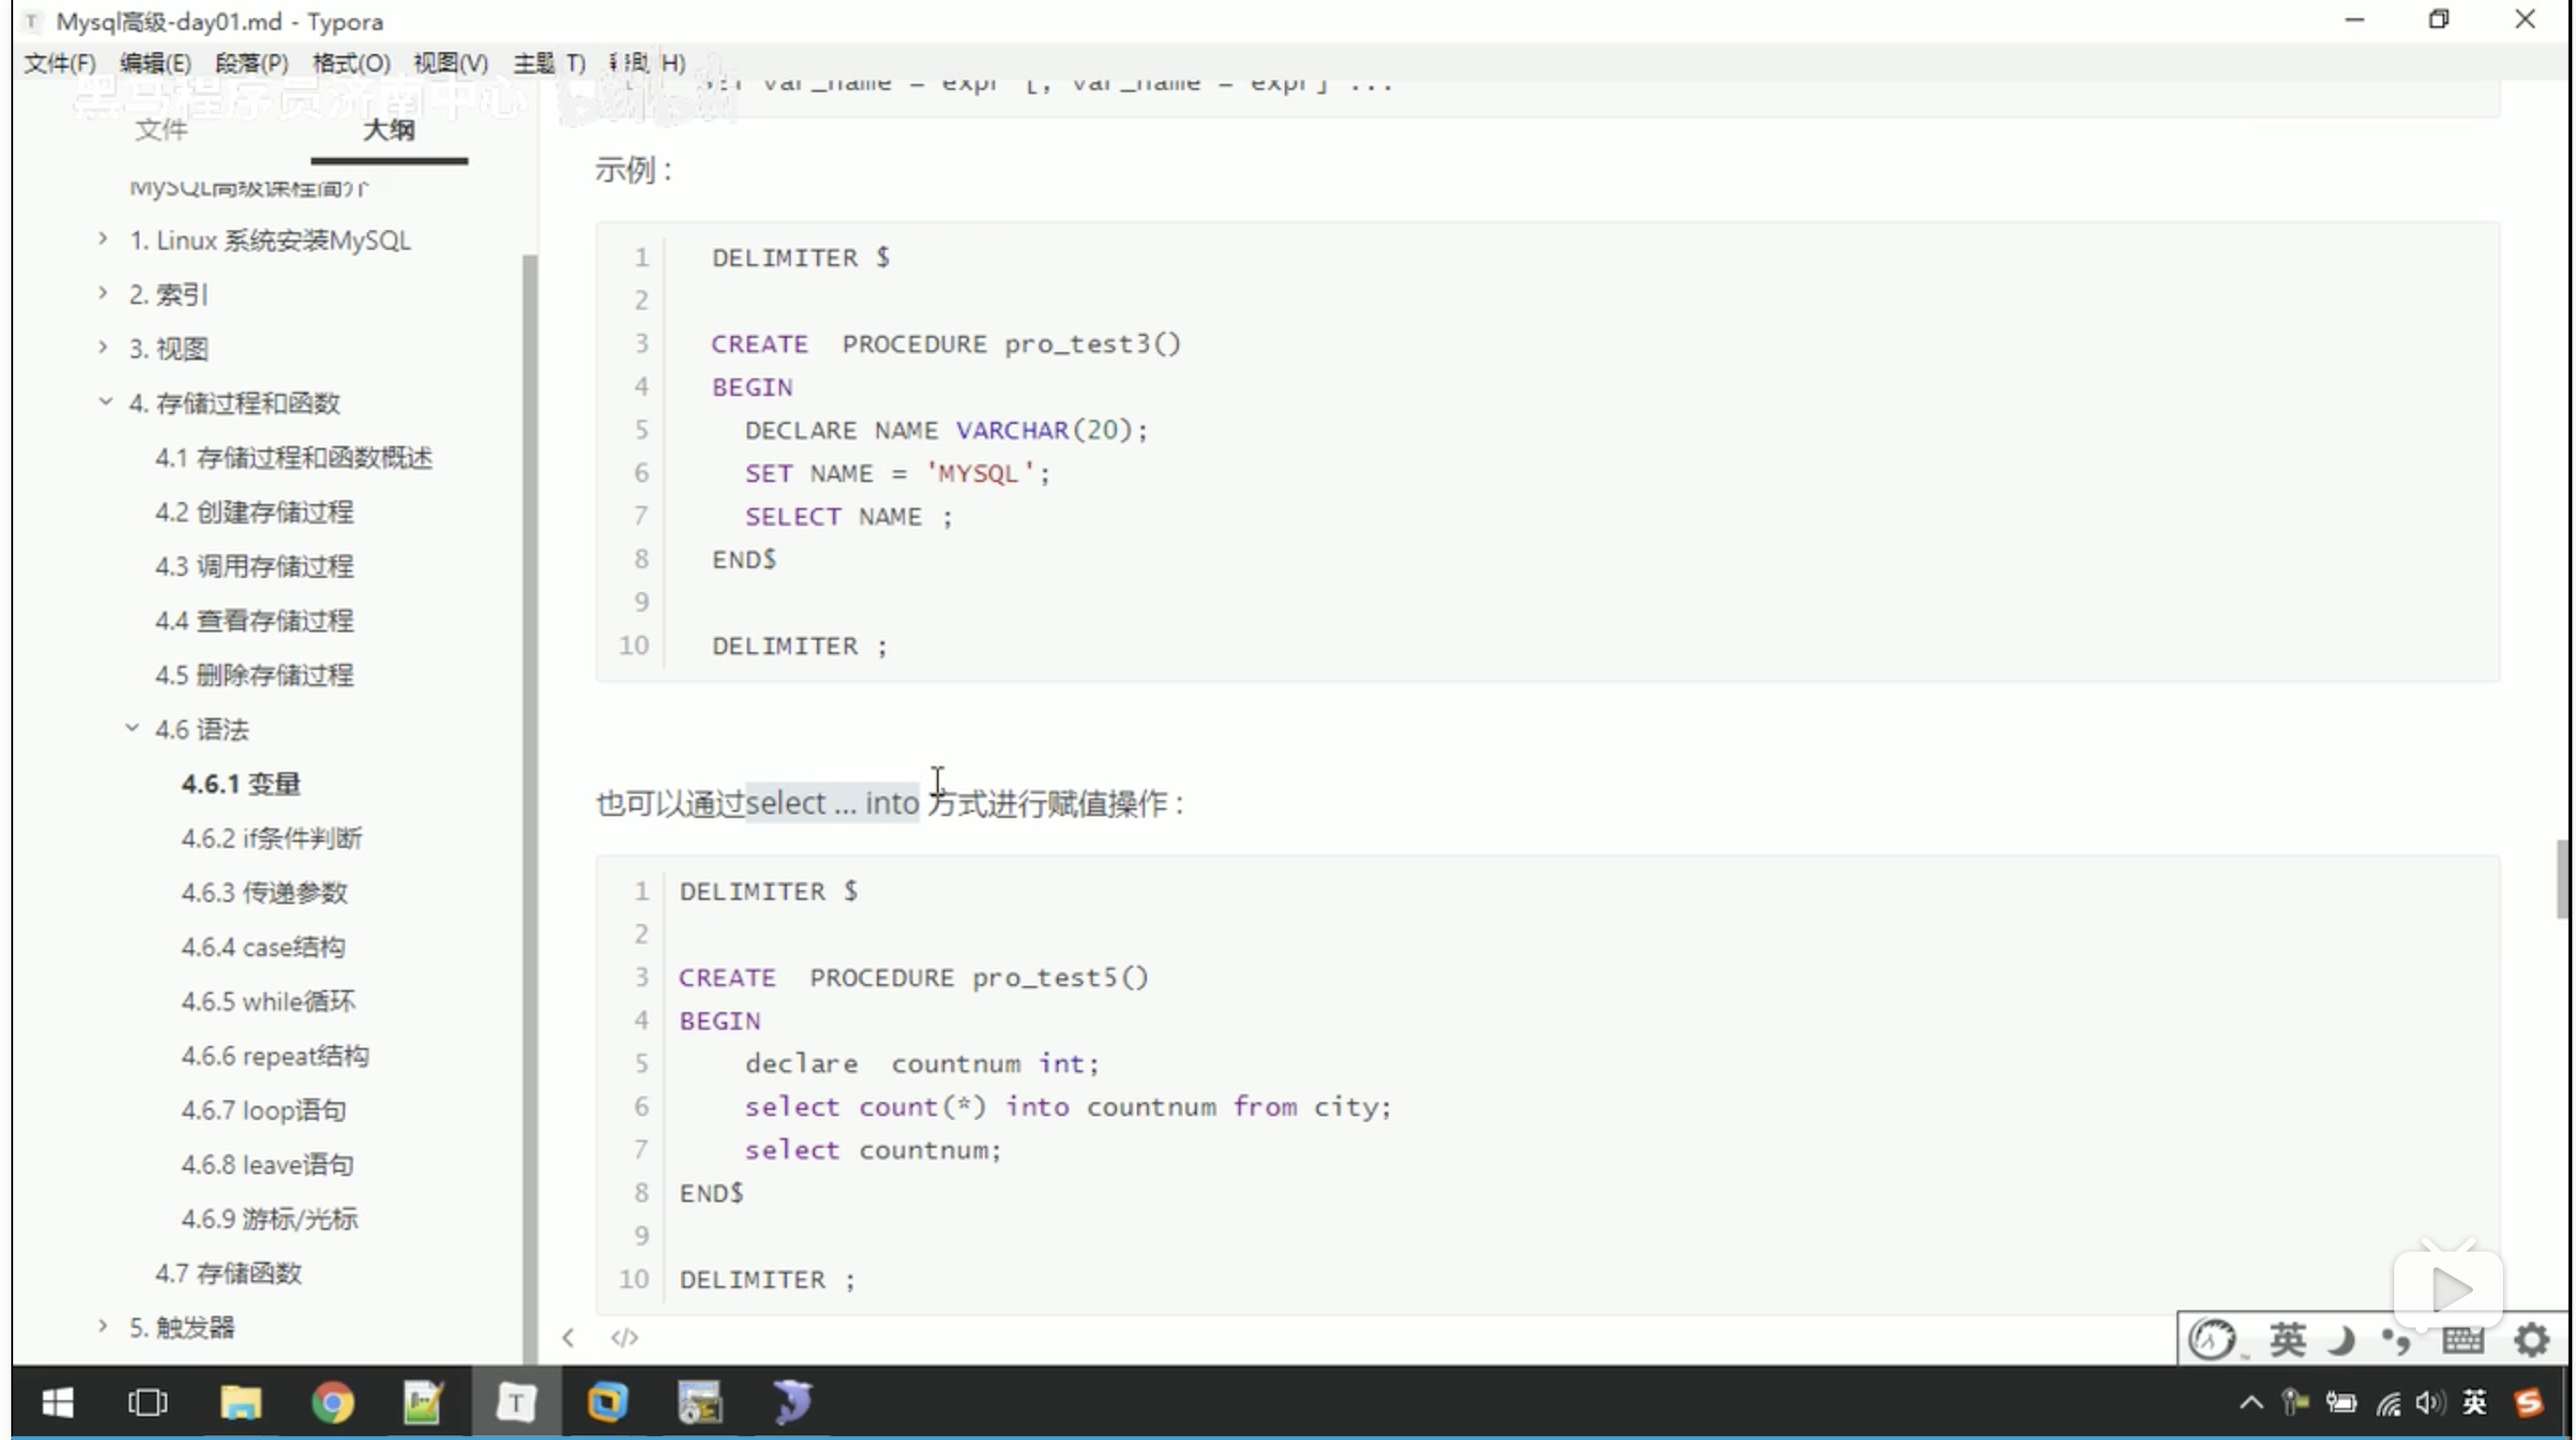 Mysql高级-day01.md - Typora
文件(F) 编辑(E) 段落(P) 格式(O) 视图(V) 主题(T) 帮助(H)
黑马程序员济南中心
文件 大纲
MySQL高级课程简介
1. Linux 系统安装MySQL
2. 索引
3. 视图
4. 存储过程和函数
4.1 存储过程和函数概述
4.2 创建存储过程
4.3 调用存储过程
4.4 查看存储过程
4.5 删除存储过程
4.6 语法
4.6.1 变量
4.6.2 if条件判断
4.6.3 传递参数
4.6.4 case结构
4.6.5 while循环
4.6.6 repeat结构
4.6.7 loop语句
4.6.8 leave语句
4.6.9 游标/光标
4.7 存储函数
5. 触发器
SET var_name = expr [, var_name = expr] ...
示例 :
1 DELIMITER $
2
3 CREATE  PROCEDURE pro_test3()
4 BEGIN
5 DECLARE NAME VARCHAR(20);
6 SET NAME = 'MYSQL';
7 SELECT NAME ;
8 END$
9
10 DELIMITER ;
也可以通过select ... into 方式进行赋值操作 :
1 DELIMITER $
2
3 CREATE  PROCEDURE pro_test5()
4 BEGIN
5 declare  countnum int;
6 select count(*) into countnum from city;
7 select countnum;
8 END$
9
10 DELIMITER ;
</>
英
T
英